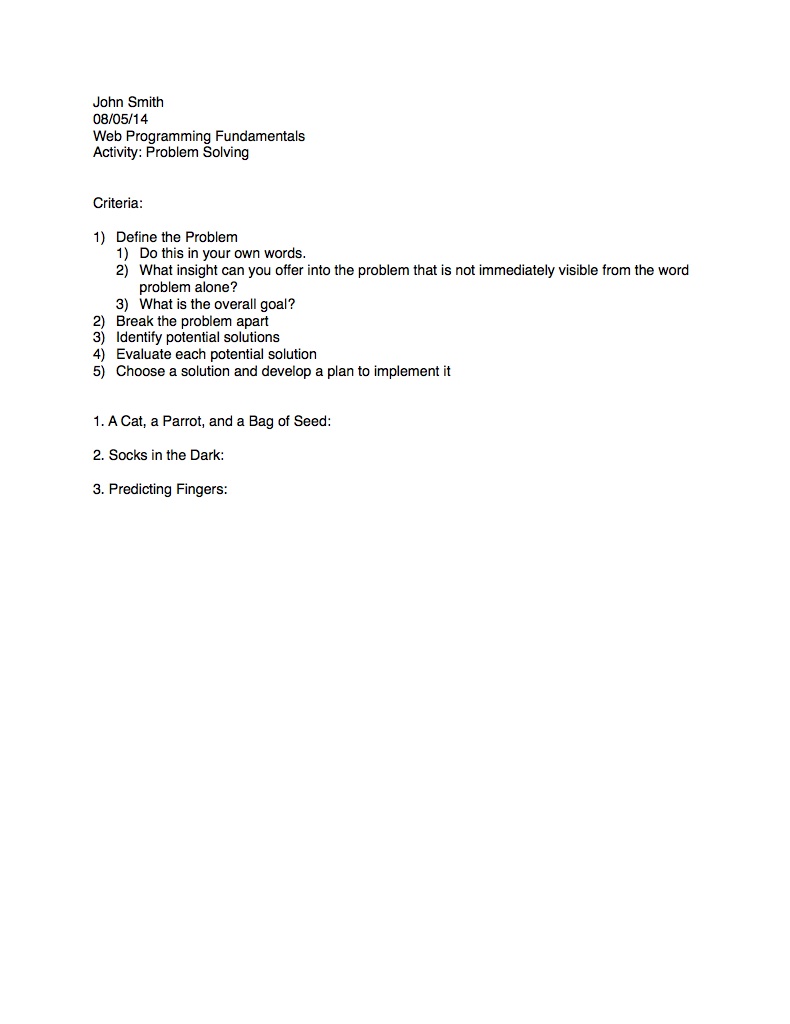 John Smith
08/05/14
Web Programming Fundamentals
Activity: Problem Solving
Criteria:
1) Define the Problem
1) Do this in your own words.
2) What insight can you offer into the problem that is not immediately visible from the word
problem alone?
3) What is the overall goal?
2) Break the problem apart
3) Identify potential solutions
4) Evaluate each potential solution
5) Choose a solution and develop a plan to implement it
1. A Cat, a Parrot, and a Bag of Seed:
2. Socks in the Dark:
3. Predicting Fingers: